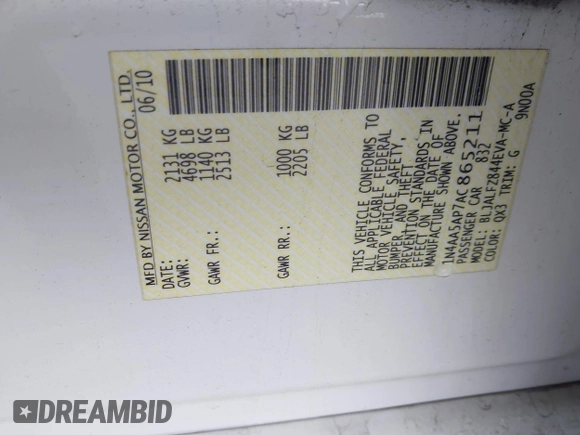 MFD BY NISSAN MOTOR CO., LTD.
DATE: 06/10
GVWR: 2131 KG
4698 LB
GAWR FR.: 1140 KG
2513 LB
GAWR RR.: 1000 KG
2205 LB
THIS VEHICLE CONFORMS TO
ALL APPLICABLE FEDERAL
MOTOR VEHICLE SAFETY,
BUMPER, AND THEFT
PREVENTION STANDARDS IN
EFFECT ON THE DATE OF
MANUFACTURE SHOWN ABOVE.
1N4AA5AP7AC865211
PASSENGER CAR 832
MODEL: BLJALFZ844EVA-MC-A
COLOR: QX3 TRIM: G 9N00A
DREAMBID